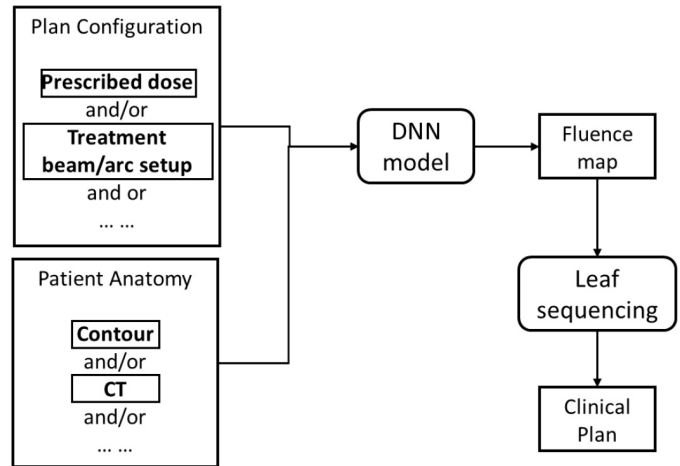 Plan Configuration
Prescribed dose
and/or
Treatment
beam/arc setup
and or
... ...
Patient Anatomy
Contour
and/or
CT
and/or
... ...
DNN
model
Fluence
map
Leaf
sequencing
Clinical
Plan